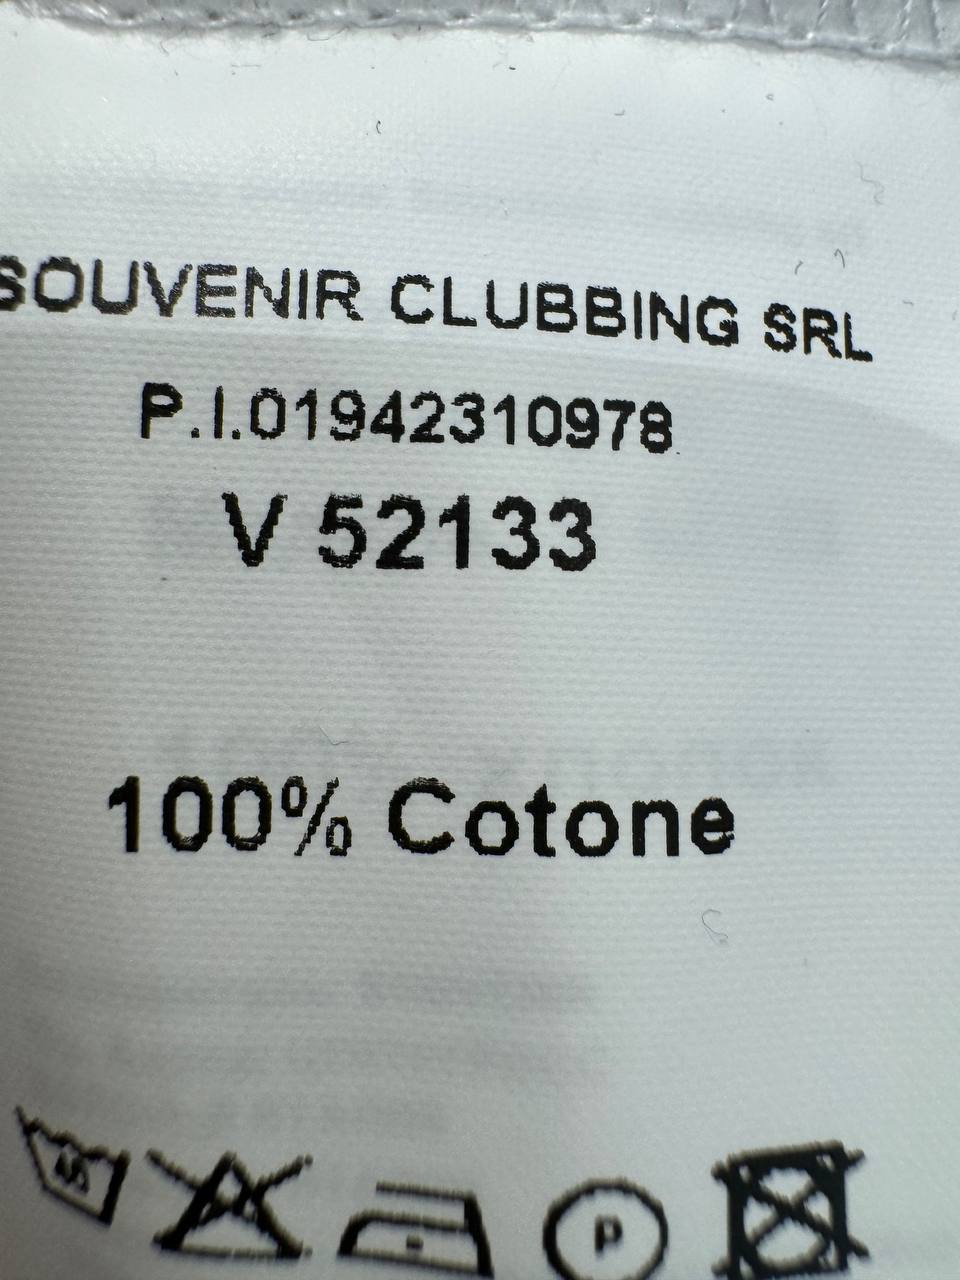 SOUVENIR CLUBBING SRL
P.I.01942310978
V 52133
100% Cotone
P